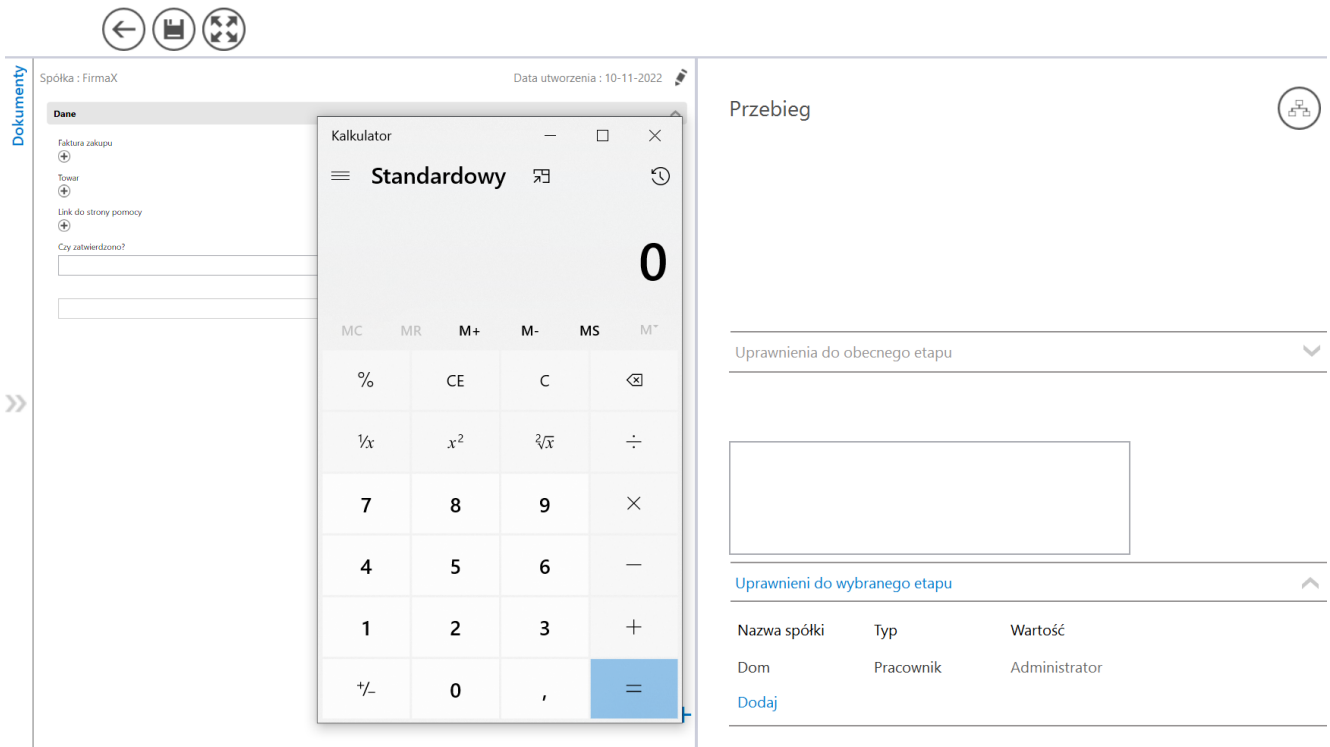 Dokumenty
Spółka : FirmaX
Data utworzenia : 10-11-2022
Dane
Faktura zakupu
Towar
Link do strony pomocy
Czy zatwierdzono?
Kalkulator
Standardowy
0
MC MR M+ M- MS M˅
% CE C
¹/x x² ²√x ÷
7 8 9 ×
4 5 6 −
1 2 3 +
+/− 0 , =
Przebieg
Uprawnienia do obecnego etapu
Uprawnieni do wybranego etapu
Nazwa spółki Typ Wartość
Dom Pracownik Administrator
Dodaj